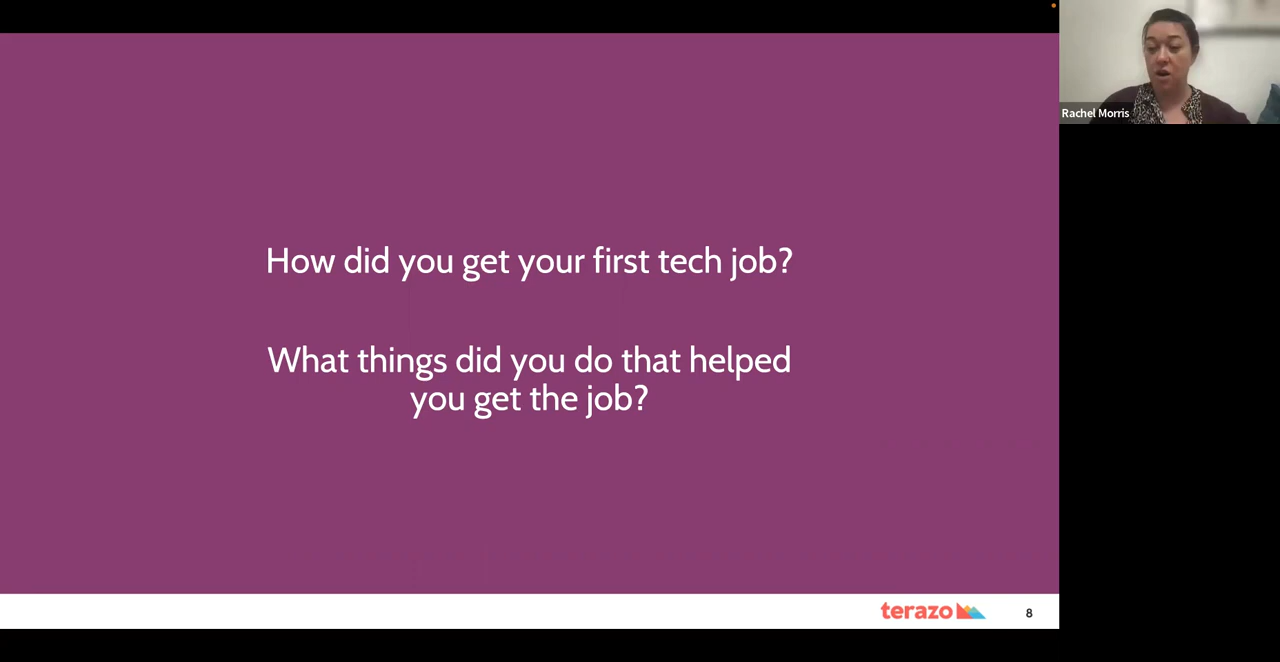 How did you get your first tech job?
What things did you do that helped
you get the job?
Rachel Morris
terazo
8